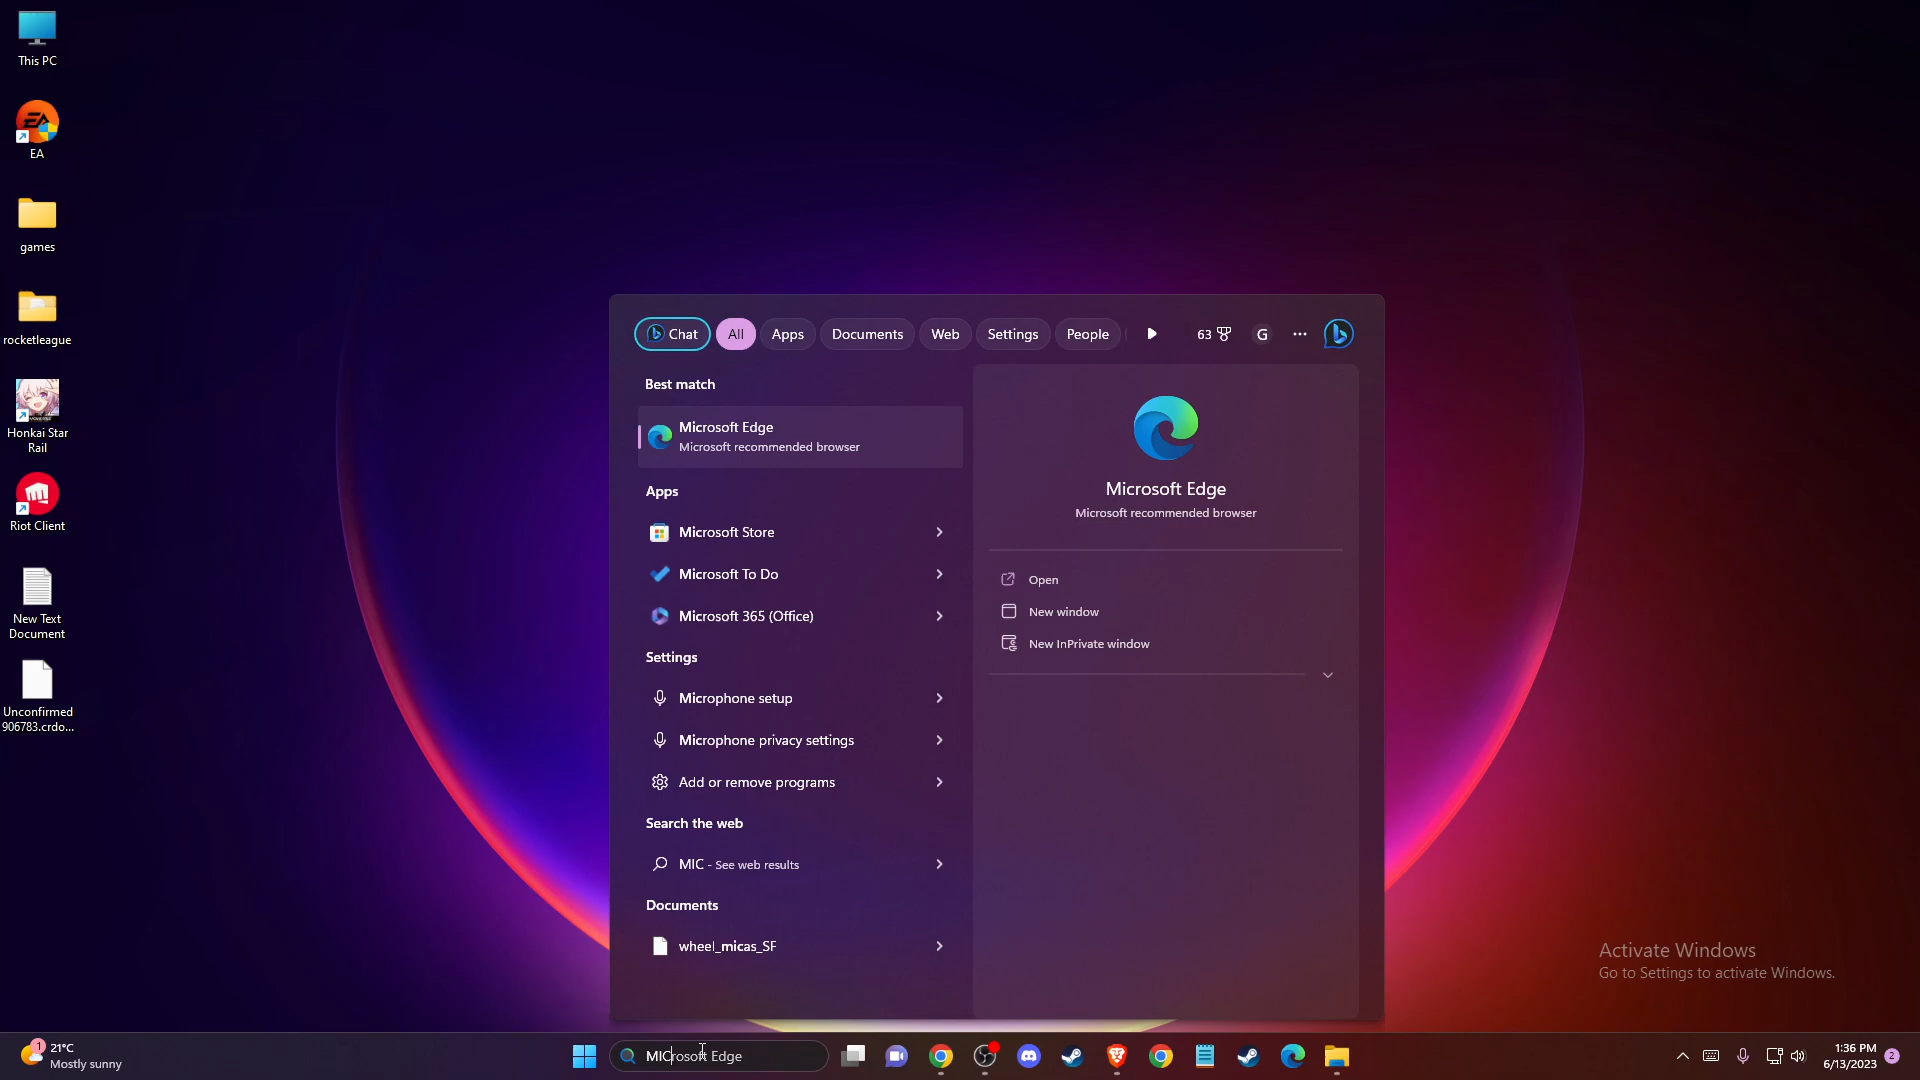 This PC
EA
EA
games
rocketleague
Honkai Star
Rail
Riot Client
New Text
Document
Unconfirmed
906783.crdo...
Chat
All
Apps
Documents
Web
Settings
People
63
G
Best match
Microsoft Edge
Microsoft recommended browser
Apps
Microsoft Store
Microsoft To Do
Microsoft 365 (Office)
Settings
Microphone setup
Microphone privacy settings
Add or remove programs
Search the web
MIC - See web results
Documents
wheel_micas_SF
Microsoft Edge
Microsoft recommended browser
Open
New window
New InPrivate window
Activate Windows
Go to Settings to activate Windows.
1
21°C
Mostly sunny
MICrosoft Edge
1:36 PM
6/13/2023
2